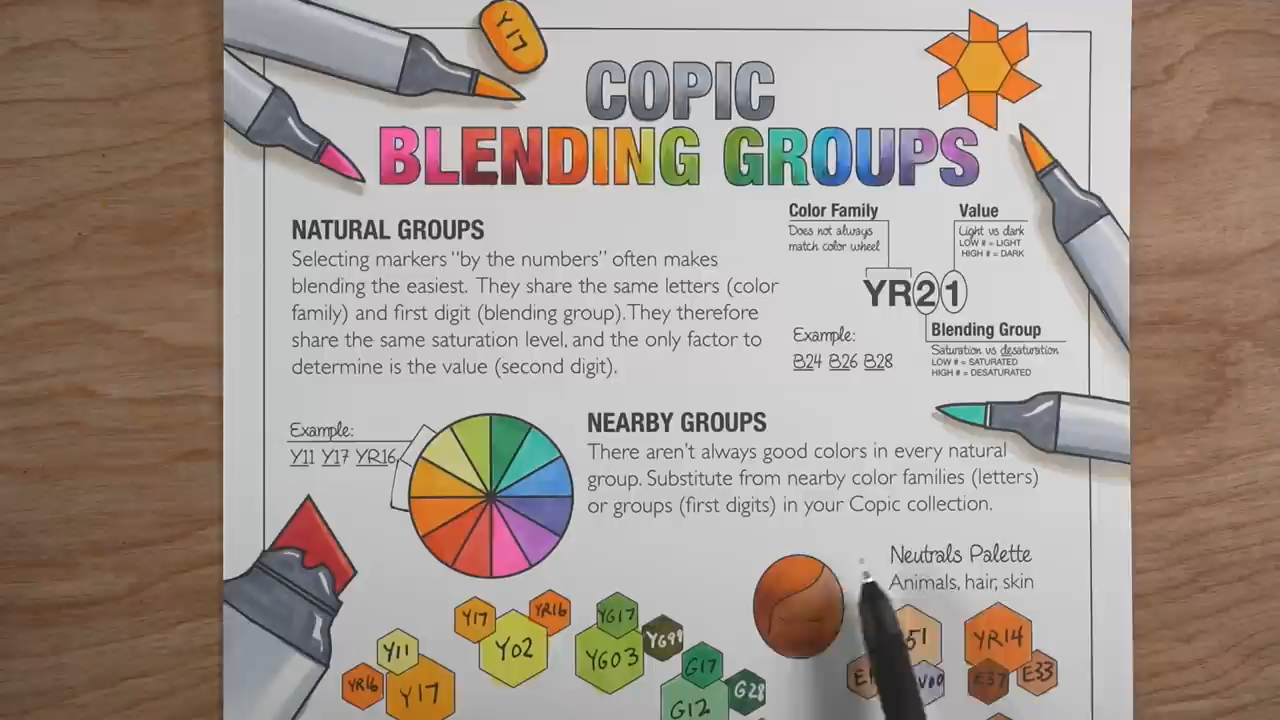 Y17
COPIC
BLENDING GROUPS
NATURAL GROUPS
Selecting markers "by the numbers" often makes
blending the easiest. They share the same letters (color
family) and first digit (blending group). They therefore
share the same saturation level, and the only factor to
determine is the value (second digit).
Color Family
Does not always
match color wheel
Value
Light vs dark
LOW # = LIGHT
HIGH # = DARK
YR21
Blending Group
Saturation vs desaturation
LOW # = SATURATED
HIGH # = DESATURATED
Example:
B24 B26 B28
Example:
Y11 Y17 YR16
NEARBY GROUPS
There aren't always good colors in every natural
group. Substitute from nearby color families (letters)
or groups (first digits) in your Copic collection.
Neutrals Palette
Animals, hair, skin
Y17
YR16
Y02
YG17
YG03
YG99
Y11
YR16
Y17
G17
G28
G12
YR14
E37
E33